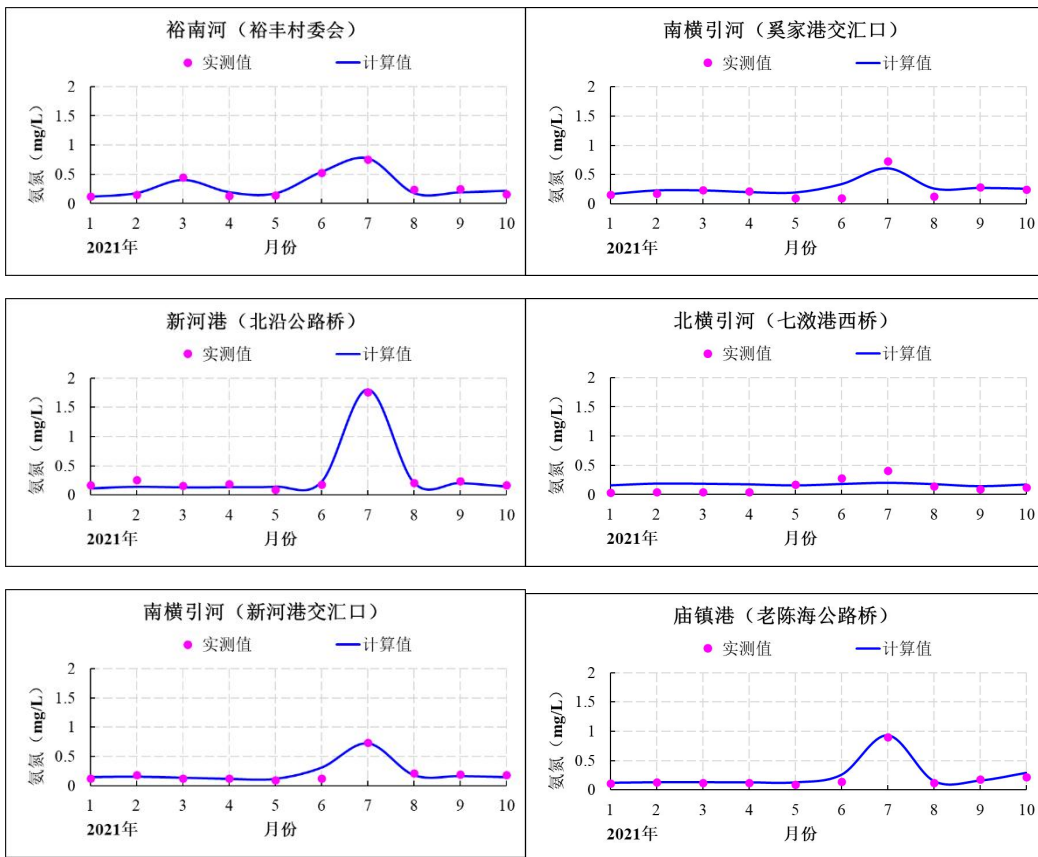 裕南河（裕丰村委会）
实测值 计算值
氨氮（mg/L）
2
1.5
1
0.5
0
1 2 3 4 5 6 7 8 9 10
2021年 月份
南横引河（奚家港交汇口）
实测值 计算值
氨氮（mg/L）
2
1.5
1
0.5
0
1 2 3 4 5 6 7 8 9 10
2021年 月份
新河港（北沿公路桥）
实测值 计算值
氨氮（mg/L）
2
1.5
1
0.5
0
1 2 3 4 5 6 7 8 9 10
2021年 月份
北横引河（七滧港西桥）
实测值 计算值
氨氮（mg/L）
2
1.5
1
0.5
0
1 2 3 4 5 6 7 8 9 10
2021年 月份
南横引河（新河港交汇口）
实测值 计算值
氨氮（mg/L）
2
1.5
1
0.5
0
1 2 3 4 5 6 7 8 9 10
2021年 月份
庙镇港（老陈海公路桥）
实测值 计算值
氨氮（mg/L）
2
1.5
1
0.5
0
1 2 3 4 5 6 7 8 9 10
2021年 月份